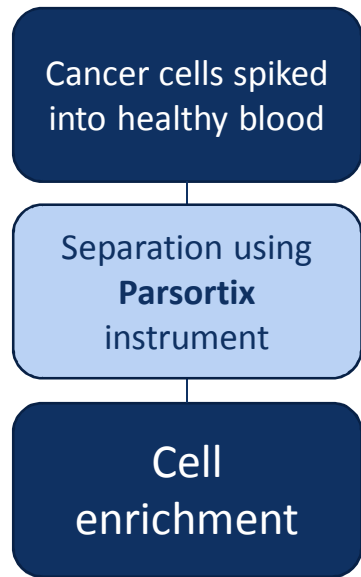 Cancer cells spiked
into healthy blood
Separation using
Parsortix
instrument
Cell
enrichment